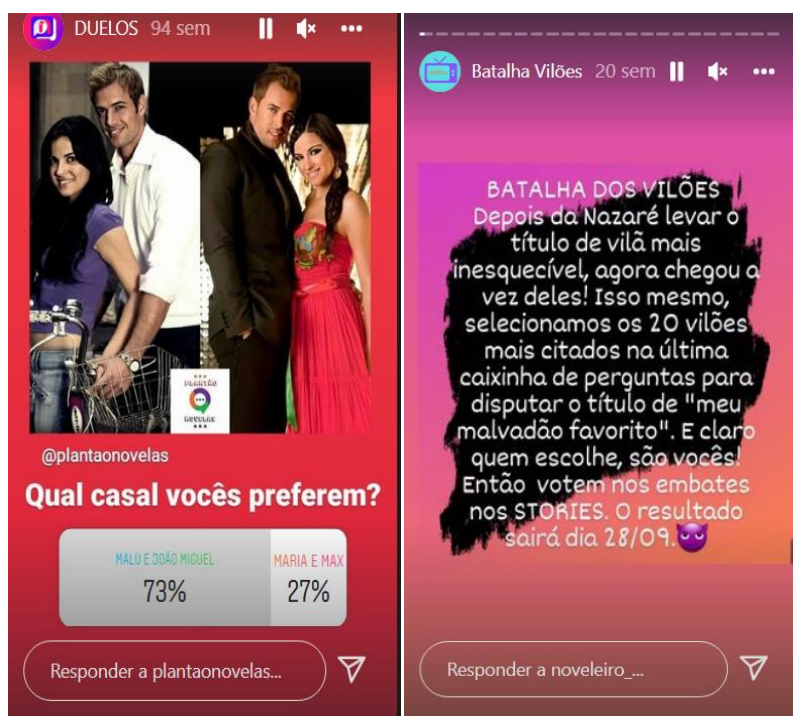 DUELOS 94 sem
PLANTÃO
NOVELAS
@plantaonovelas
Qual casal vocês preferem?
MALÚ E JOÃO MIGUEL
73%
MARIA E MAX
27%
Responder a plantaonovelas...
Batalha Vilões 20 sem
BATALHA DOS VILÕES
Depois da Nazaré levar o
título de vilã mais
inesquecível, agora chegou a
vez deles! Isso mesmo,
selecionamos os 20 vilões
mais citados na última
caixinha de perguntas para
disputar o título de "meu
malvadão favorito". E claro
quem escolhe, são vocês!
Então votem nos embates
nos STORIES. O resultado
sairá dia 28/09.😈
Responder a noveleiro_...